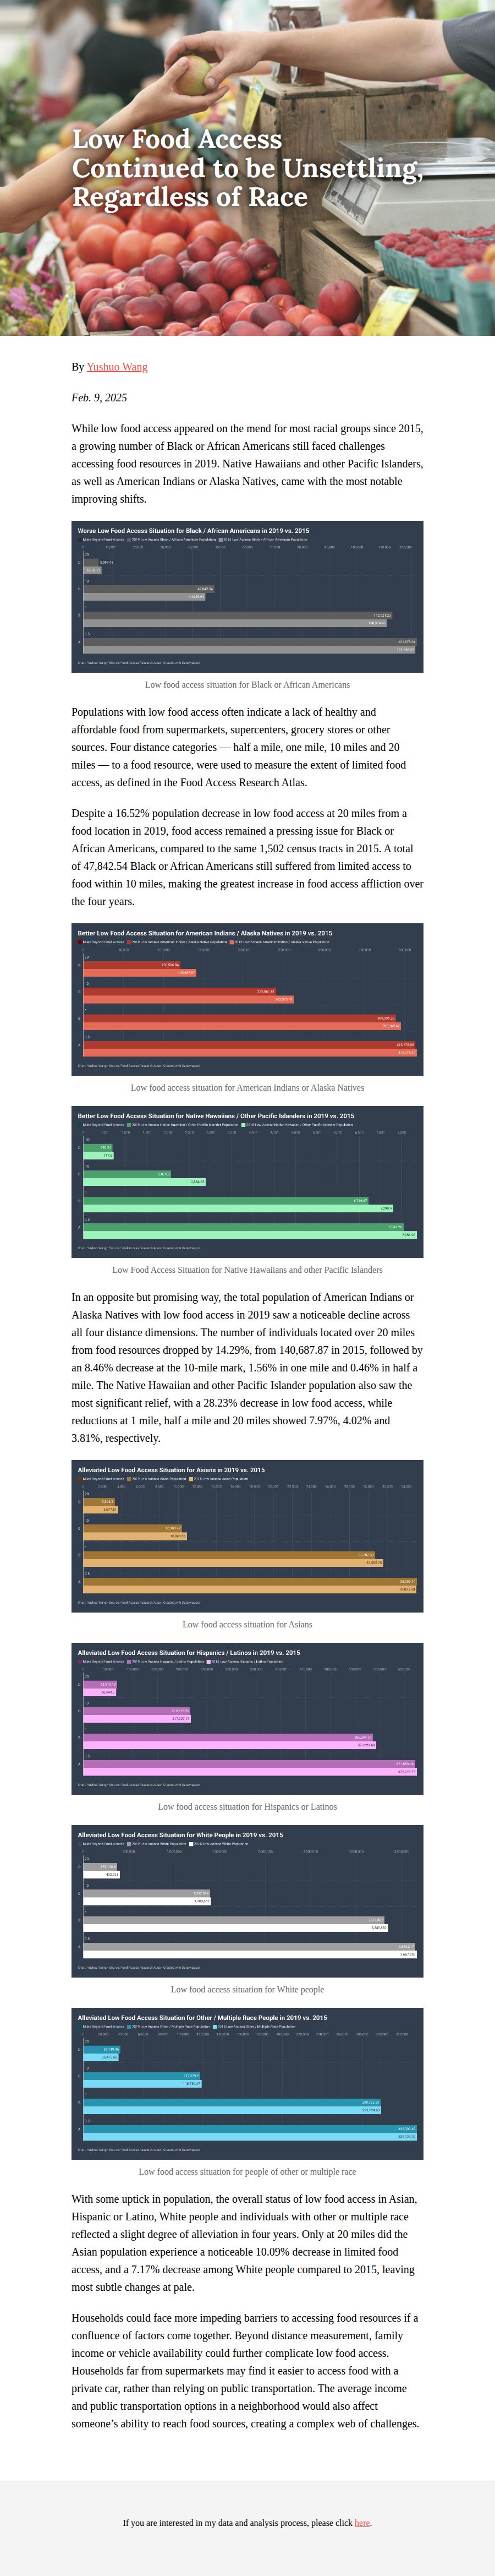 Low Food Access
Continued to be Unsettling,
Regardless of Race
By Yushuo Wang
Feb. 9, 2025
While low food access appeared on the mend for most racial groups since 2015,
a growing number of Black or African Americans still faced challenges
accessing food resources in 2019. Native Hawaiians and other Pacific Islanders,
as well as American Indians or Alaska Natives, came with the most notable
improving shifts.
Worse Low Food Access Situation for Black / African Americans in 2019 vs. 2015
Low food access situation for Black or African Americans
Populations with low food access often indicate a lack of healthy and
affordable food from supermarkets, supercenters, grocery stores or other
sources. Four distance categories — half a mile, one mile, 10 miles and 20
miles — to a food resource, were used to measure the extent of limited food
access, as defined in the Food Access Research Atlas.
Despite a 16.52% population decrease in low food access at 20 miles from a
food location in 2019, food access remained a pressing issue for Black or
African Americans, compared to the same 1,502 census tracts in 2015. A total
of 47,842.54 Black or African Americans still suffered from limited access to
food within 10 miles, making the greatest increase in food access affliction over
the four years.
Better Low Food Access Situation for American Indians / Alaska Natives in 2019 vs. 2015
Low food access situation for American Indians or Alaska Natives
Better Low Food Access Situation for Native Hawaiians / Other Pacific Islanders in 2019 vs. 2015
Low Food Access Situation for Native Hawaiians and other Pacific Islanders
In an opposite but promising way, the total population of American Indians or
Alaska Natives with low food access in 2019 saw a noticeable decline across
all four distance dimensions. The number of individuals located over 20 miles
from food resources dropped by 14.29%, from 140,687.87 in 2015, followed by
an 8.46% decrease at the 10-mile mark, 1.56% in one mile and 0.46% in half a
mile. The Native Hawaiian and other Pacific Islander population also saw the
most significant relief, with a 28.23% decrease in low food access, while
reductions at 1 mile, half a mile and 20 miles showed 7.97%, 4.02% and
3.81%, respectively.
Alleviated Low Food Access Situation for Asians in 2019 vs. 2015
Low food access situation for Asians
Alleviated Low Food Access Situation for Hispanics / Latinos in 2019 vs. 2015
Low food access situation for Hispanics or Latinos
Alleviated Low Food Access Situation for White People in 2019 vs. 2015
Low food access situation for White people
Alleviated Low Food Access Situation for Other / Multiple Race People in 2019 vs. 2015
Low food access situation for people of other or multiple race
With some uptick in population, the overall status of low food access in Asian,
Hispanic or Latino, White people and individuals with other or multiple race
reflected a slight degree of alleviation in four years. Only at 20 miles did the
Asian population experience a noticeable 10.09% decrease in limited food
access, and a 7.17% decrease among White people compared to 2015, leaving
most subtle changes at pale.
Households could face more impeding barriers to accessing food resources if a
confluence of factors come together. Beyond distance measurement, family
income or vehicle availability could further complicate low food access.
Households far from supermarkets may find it easier to access food with a
private car, rather than relying on public transportation. The average income
and public transportation options in a neighborhood would also affect
someone’s ability to reach food sources, creating a complex web of challenges.
If you are interested in my data and analysis process, please click here.